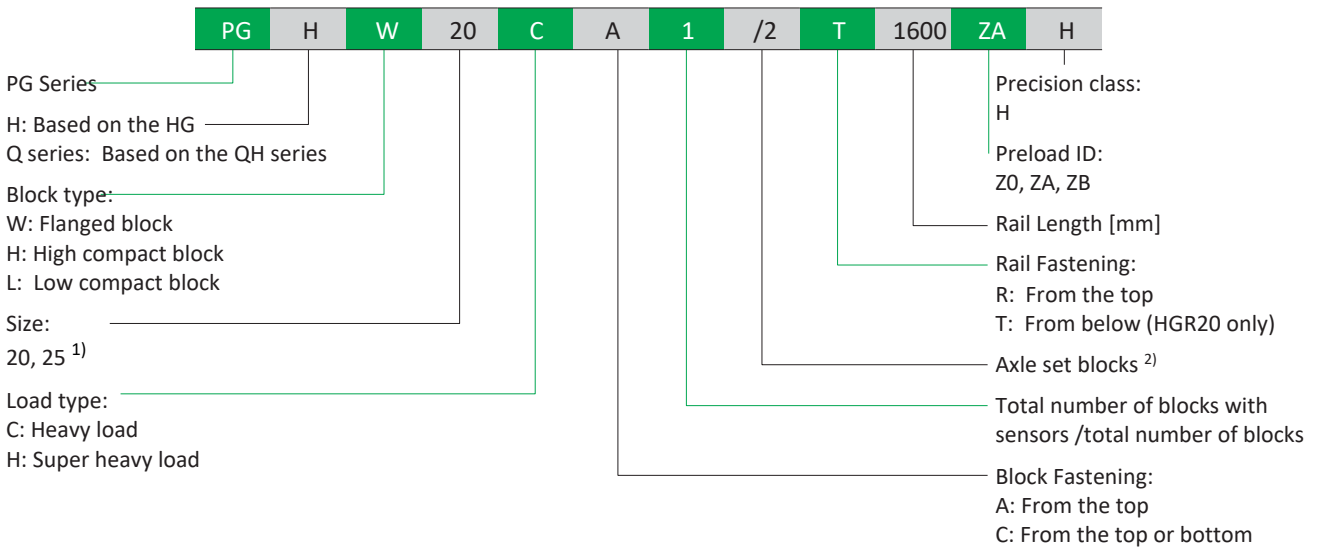 PG H W 20 C A 1 /2 T 1600 ZA H
PG Series
H: Based on the HG
Q series: Based on the QH series
Block type:
W: Flanged block
H: High compact block
L: Low compact block
Size:
20, 25 1)
Load type:
C: Heavy load
H: Super heavy load
Precision class:
H
Preload ID:
Z0, ZA, ZB
Rail Length [mm]
Rail Fastening:
R: From the top
T: From below (HGR20 only)
Axle set blocks 2)
Total number of blocks with
sensors /total number of blocks
Block Fastening:
A: From the top
C: From the top or bottom